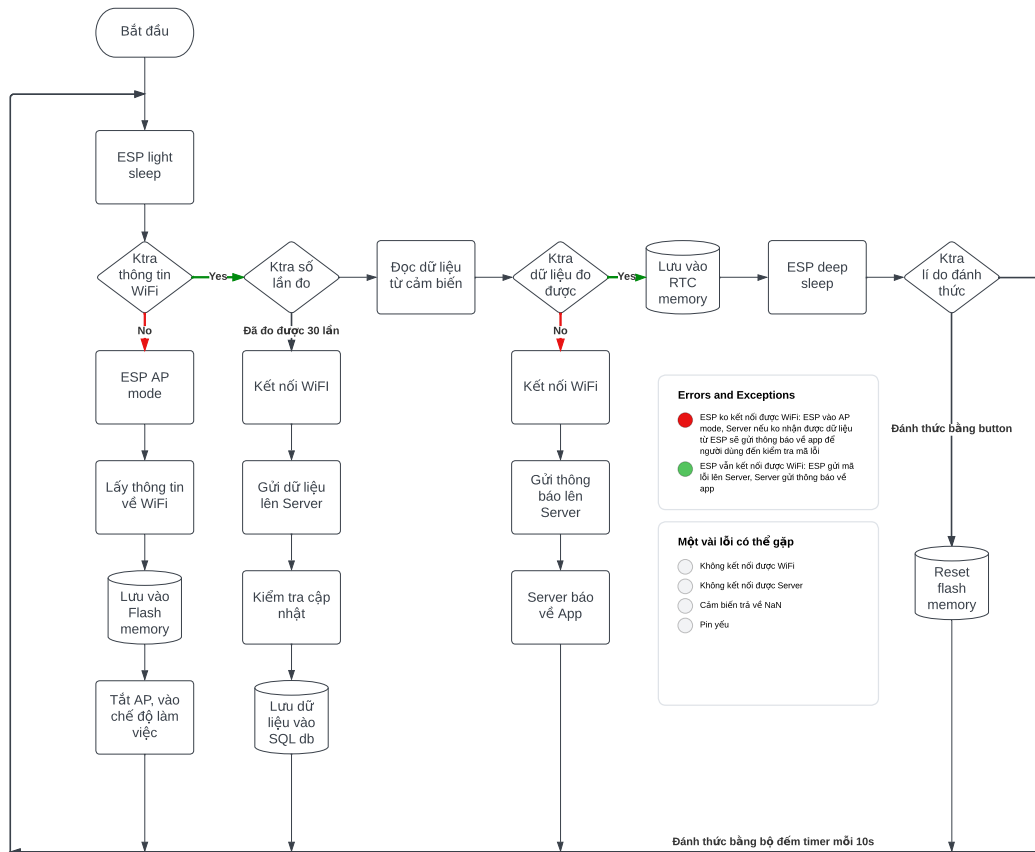 Bắt đầu
ESP light
sleep
Ktra
thông tin
WiFi
Yes
Ktra số
lần đo
Đọc dữ liệu
từ cảm biến
Ktra
dữ liệu đo
được
Yes
Lưu vào
RTC
memory
ESP deep
sleep
Ktra
lí do đánh
thức
No
Đã đo được 30 lần
No
ESP AP
mode
Kết nối WiFI
Kết nối WiFi
Errors and Exceptions
ESP ko kết nối được WiFi: ESP vào AP
mode, Server nếu ko nhận được dữ liệu
từ ESP sẽ gửi thông báo về app để
người dùng đến kiểm tra mã lỗi
ESP vẫn kết nối được WiFi: ESP gửi mã
lỗi lên Server, Server gửi thông báo về
app
Đánh thức bằng button
Lấy thông tin
về WiFi
Gửi dữ liệu
lên Server
Gửi thông
báo lên
Server
Một vài lỗi có thể gặp
Không kết nối được WiFi
Không kết nối được Server
Cảm biến trả về NaN
Pin yếu
Lưu vào
Flash
memory
Kiểm tra cập
nhật
Server báo
về App
Reset
flash
memory
Tắt AP, vào
chế độ làm
việc
Lưu dữ
liệu vào
SQL db
Đánh thức bằng bộ đếm timer mỗi 10s